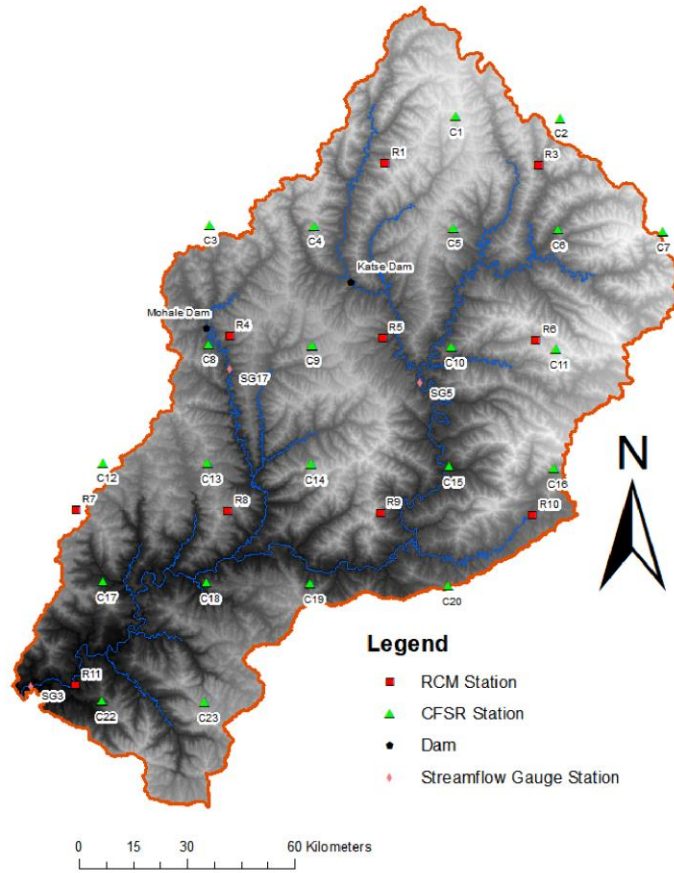 C1
C2
R1
R3
C3
C4
C5
C6
C7
Katse Dam
Mohale Dam
R4
R5
R6
C8
C9
C10
C11
SG17
SG5
C12
C13
C14
C15
C16
N
R7
R8
R9
R10
C17
C18
C19
C20
Legend
R11
RCM Station
SG3
C22
C23
CFSR Station
Dam
Streamflow Gauge Station
0 15 30 60 Kilometers